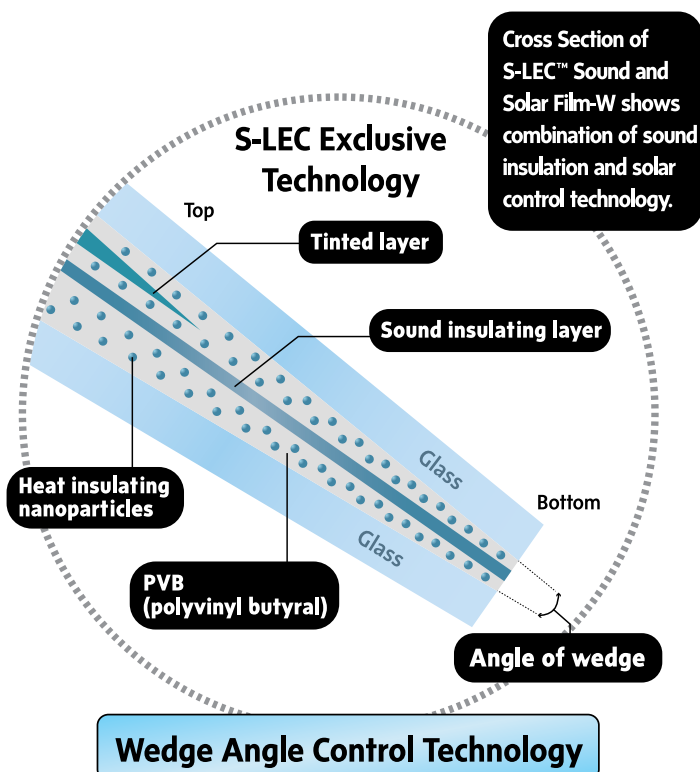 Cross Section of
S-LEC™ Sound and
Solar Film-W shows
combination of sound
insulation and solar
control technology.
S-LEC Exclusive
Technology
Top
Tinted layer
Sound insulating layer
Glass
Heat insulating
nanoparticles
Bottom
Glass
PVB
(polyvinyl butyral)
Angle of wedge
Wedge Angle Control Technology